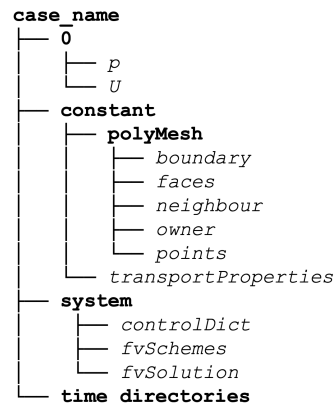 case_name
0
p
U
constant
polyMesh
boundary
faces
neighbour
owner
points
transportProperties
system
controlDict
fvSchemes
fvSolution
time directories